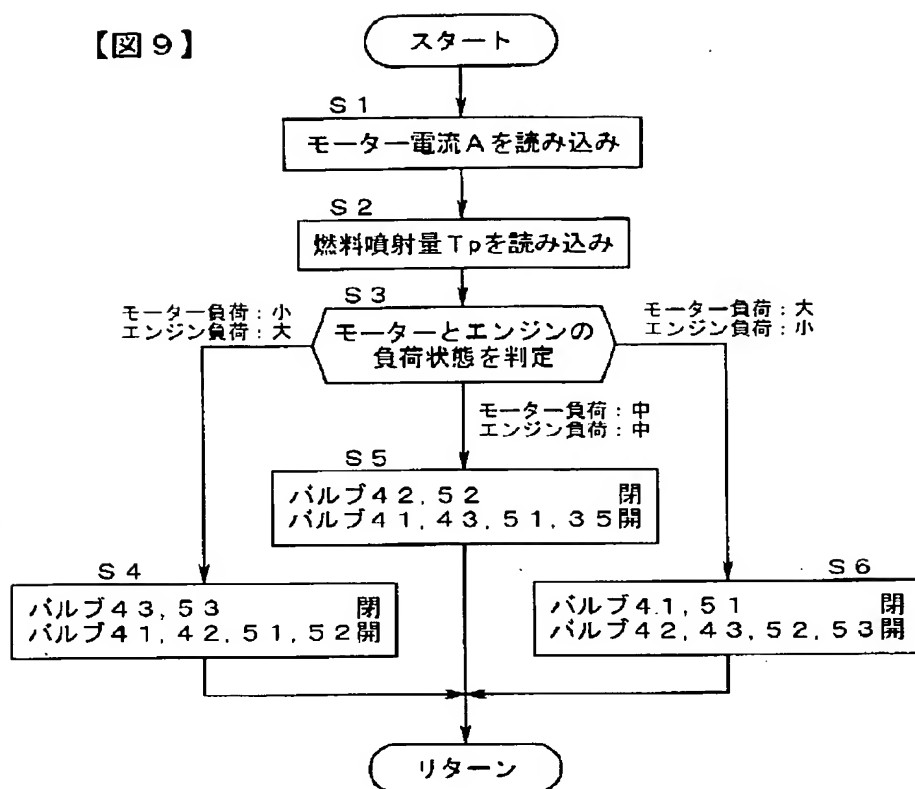 【図9】
スタート
S1
モーター電流Aを読み込み
S2
燃料噴射量Tpを読み込み
S3
モーター負荷:小
エンジン負荷:大
モーターとエンジンの
負荷状態を判定
モーター負荷:大
エンジン負荷:小
モーター負荷:中
エンジン負荷:中
S5
バルブ42,52 閉
バルブ41,43,51,35開
S4
バルブ43,53 閉
バルブ41,42,51,52開
S6
バルブ4.1,51 閉
バルブ42,43,52,53開
リターン